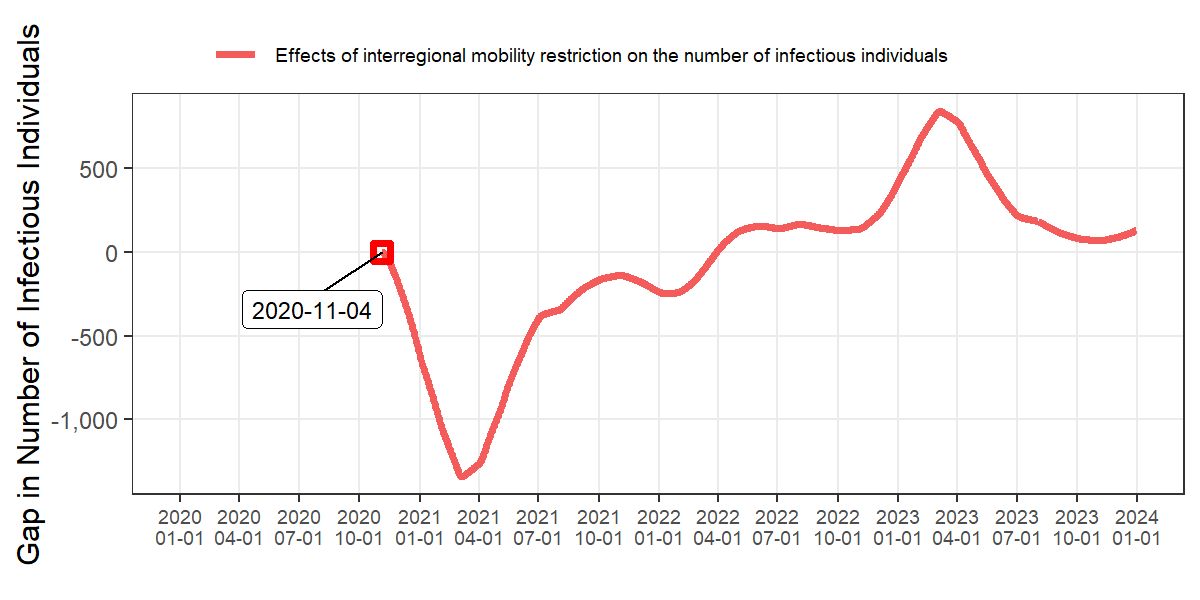 Effects of interregional mobility restriction on the number of infectious individuals
Gap in Number of Infectious Individuals
500
0
-500
-1,000
2020-11-04
2020 2020 2020 2020 2021 2021 2021 2021 2022 2022 2022 2022 2023 2023 2023 2023 2024
01-01 04-01 07-01 10-01 01-01 04-01 07-01 10-01 01-01 04-01 07-01 10-01 01-01 04-01 07-01 10-01 01-01